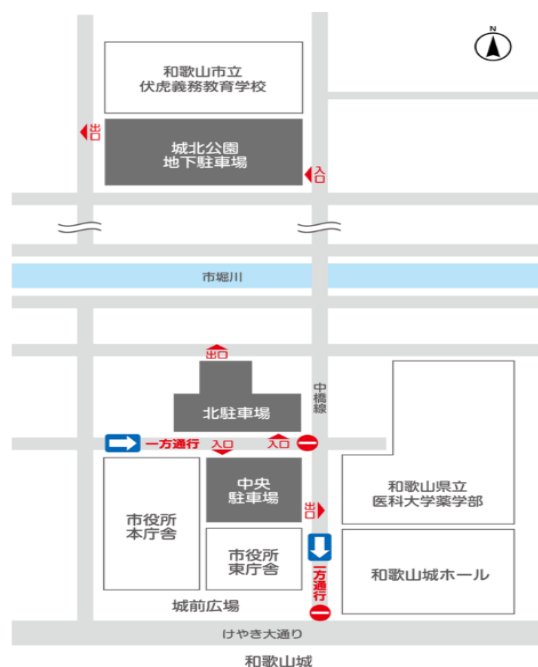 N
和歌山市立
伏虎義務教育学校
出口
城北公園
地下駐車場
入口
市堀川
出口
中橋線
北駐車場
一方通行
入口
入口
中央
駐車場
出口
和歌山県立
医科大学薬学部
市役所
本庁舎
市役所
東庁舎
一方通行
和歌山城ホール
城前広場
けやき大通り
和歌山城